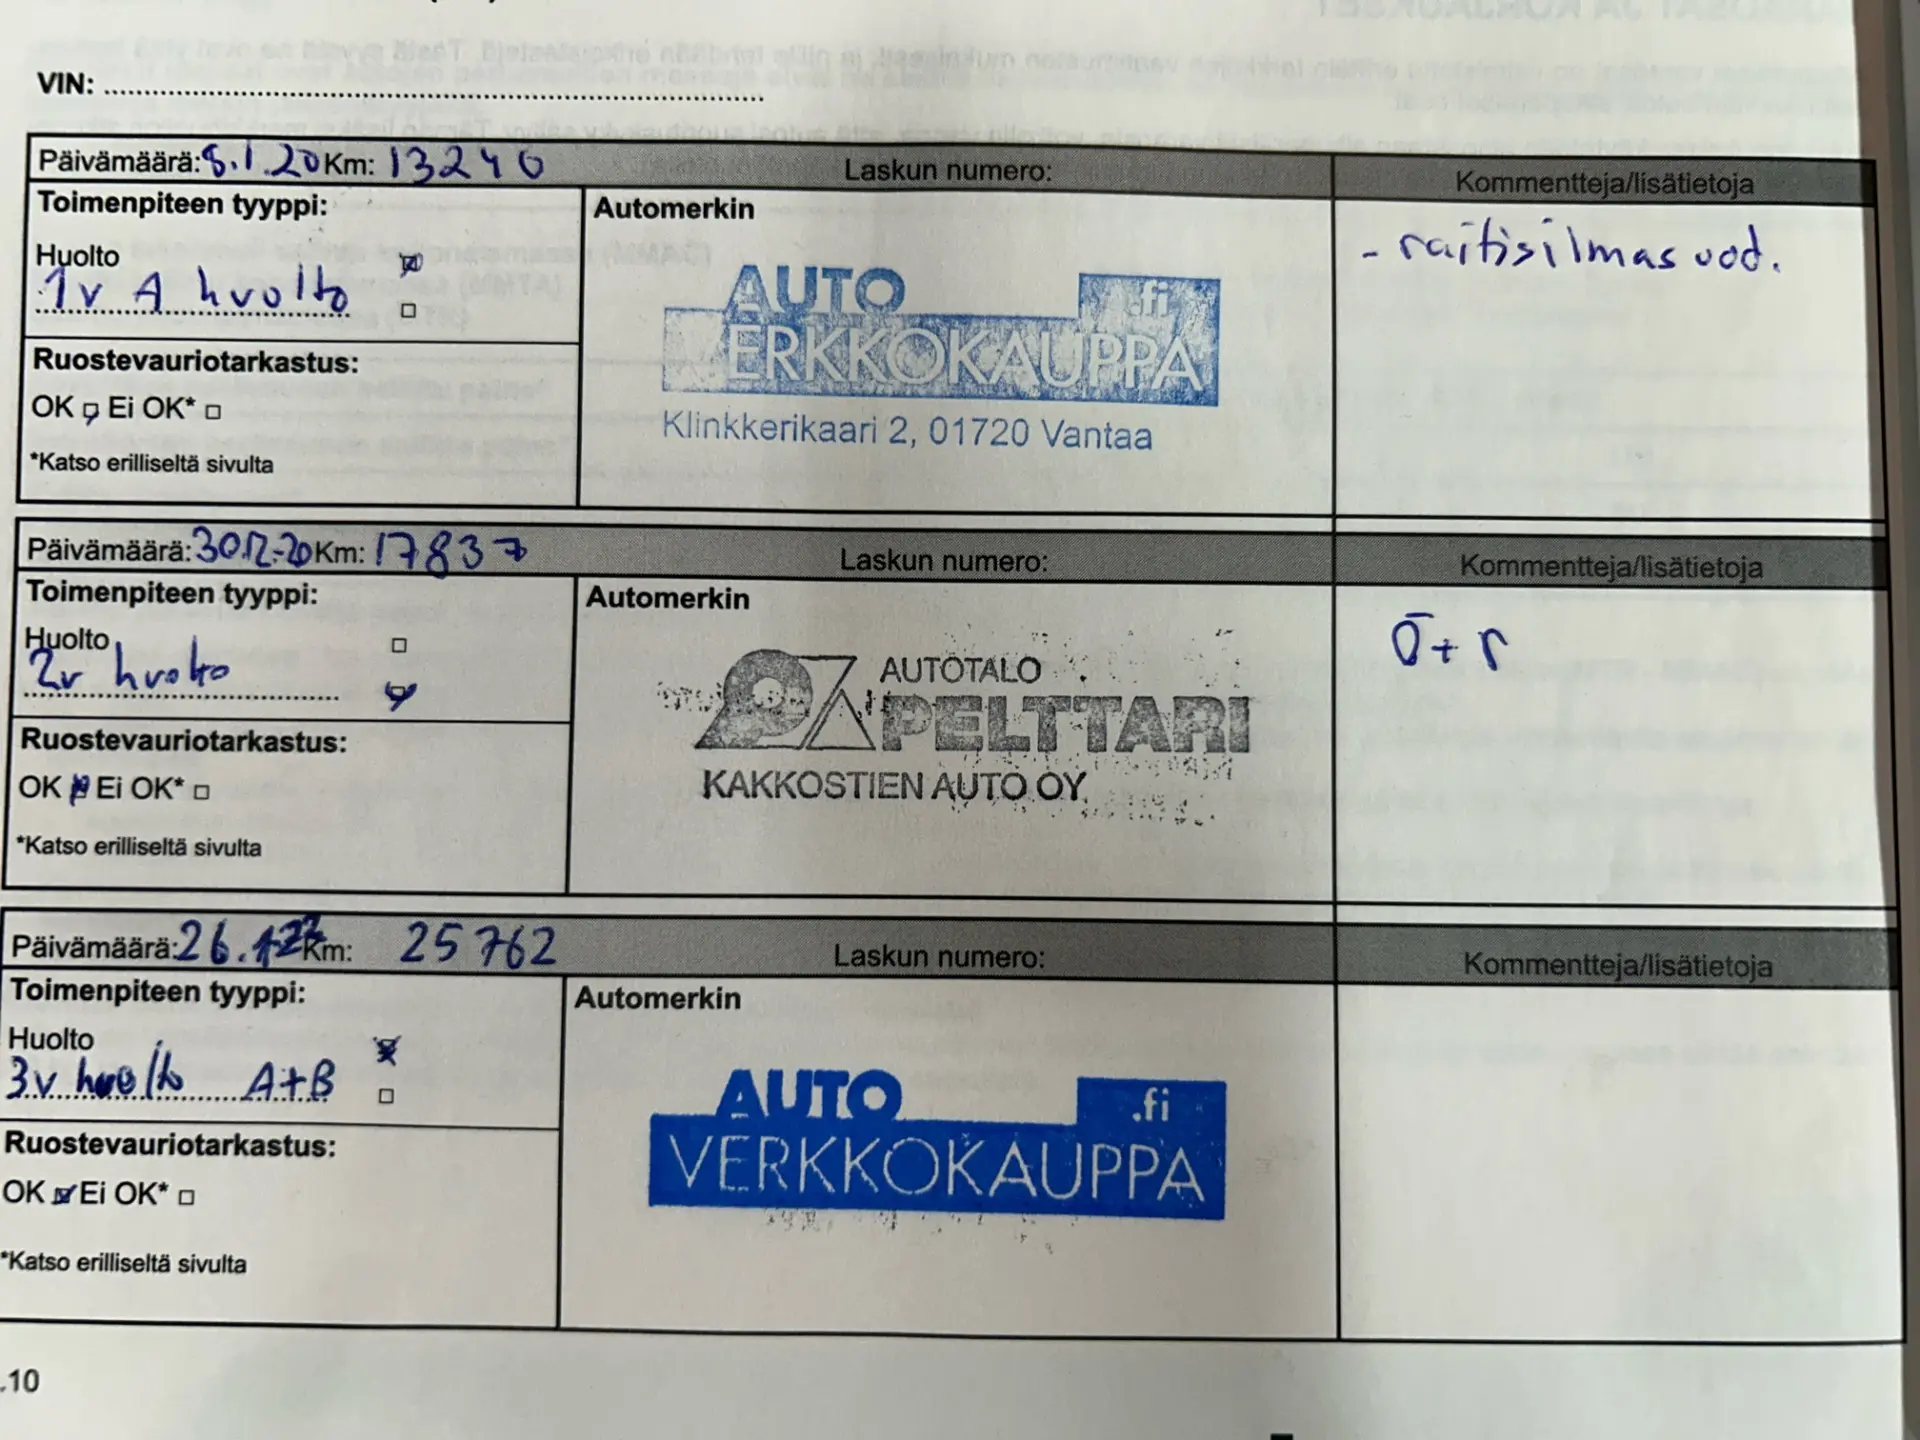 VIN:
Päivämäärä: 8.1.20 Km: 13240 Laskun numero: Kommentteja/lisätietoja
Toimenpiteen tyyppi:
Automerkin
Huolto
1v A huolto
- raitisilmasuod.
AUTO .fi
VERKKOKAUPPA
Klinkkerikaari 2, 01720 Vantaa
Ruostevauriotarkastus:
OK Ei OK*
*Katso erilliseltä sivulta
Päivämäärä: 30.12.20 Km: 17837 Laskun numero: Kommentteja/lisätietoja
Toimenpiteen tyyppi:
Automerkin
Huolto
2v huolto
Ö+r
AUTOTALO
PELTTARI
KAKKOSTIEN AUTO OY
Ruostevauriotarkastus:
OK Ei OK*
*Katso erilliseltä sivulta
Päivämäärä: Km: 25762 Laskun numero: Kommentteja/lisätietoja
Toimenpiteen tyyppi:
Automerkin
Huolto
3v huolto A+B
AUTO .fi
VERKKOKAUPPA
Ruostevauriotarkastus:
OK Ei OK*
*Katso erilliseltä sivulta
.10